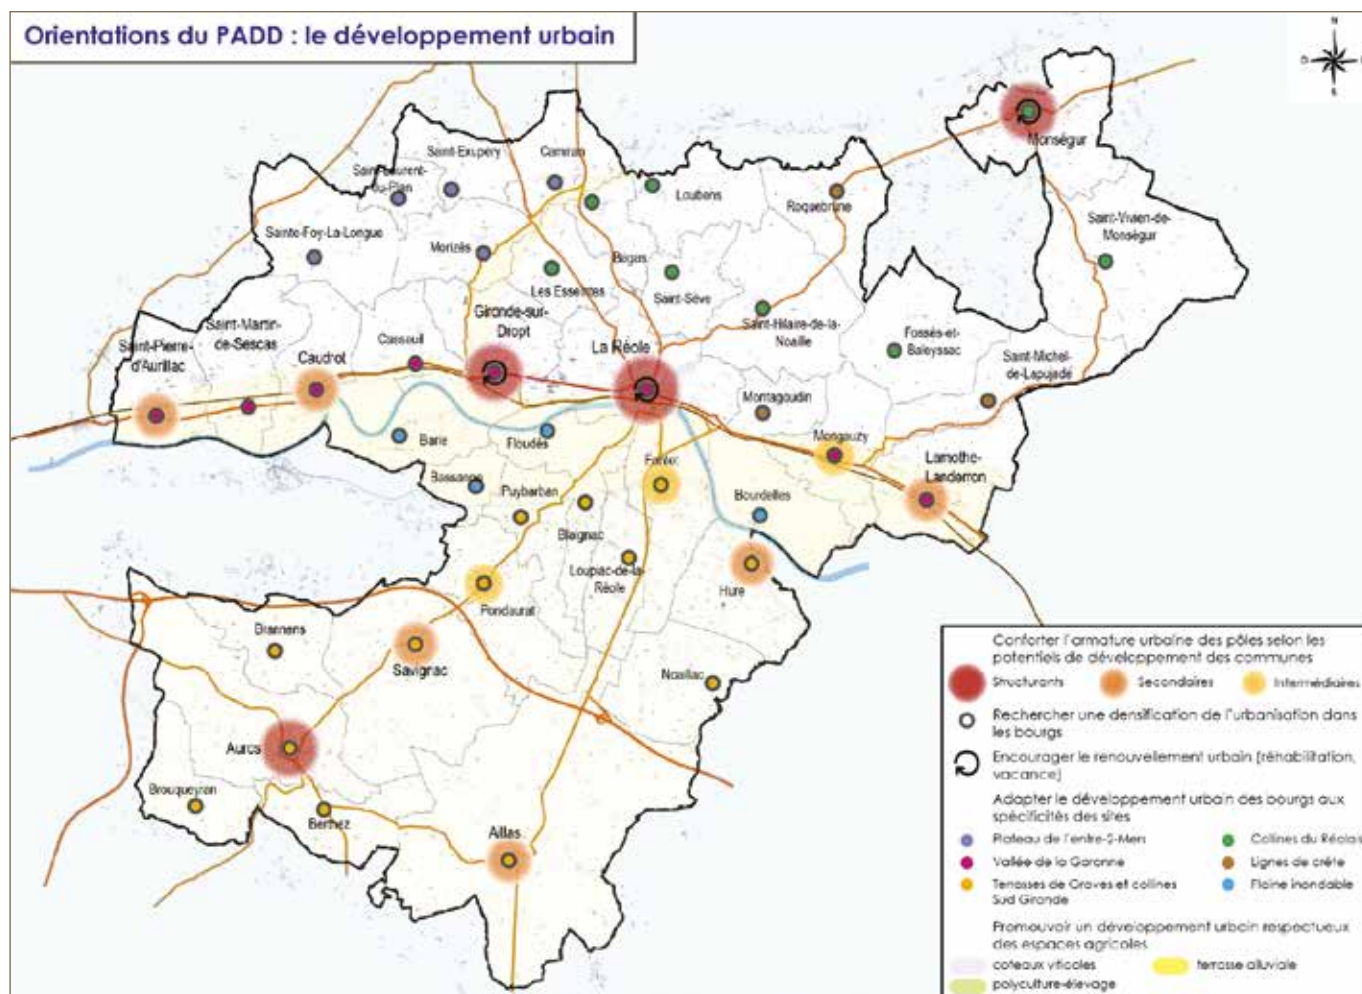 Orientations du PADD : le développement urbain
N
Monségur
Saint-Exupéry
Camiran
Saint-Laurent-
du-Plan
Loubens
Roquebrune
Saint-Vivien-de-
Monségur
Sainte-Foy-La-Longue
Morizès
Bagas
Les Esseintes
Saint-Sève
Gironde-sur-
Dropt
Saint-Hilaire-de-la-
Noaille
Fossés-et-
Baleyssac
Saint-Martin-
de-Sescas
Casseuil
La Réole
Saint-Pierre-
d'Aurillac
Caudrot
Saint-Michel-
de-Lapujade
Montagoudin
Barie
Floudès
Mongauzy
Lamothe-
Landerron
Bassanne
Puybarban
Bourdelles
Blaignac
Loupiac-de-la-
Réole
Hure
Pondaurat
Brannens
Savignac
Noaillac
Auros
Brouqueyran
Berthez
Aillas
Conforter l'armature urbaine des pôles selon les
potentiels de développement des communes
Structurants
Secondaires
Intermédiaires
Rechercher une densification de l'urbanisation dans
les bourgs
Encourager le renouvellement urbain (réhabilitation,
vacance)
Adapter le développement urbain des bourgs aux
spécificités des sites
Plateau de l'entre-2-Mers
Collines du Réolais
Vallée de la Garonne
Lignes de crête
Terrasses de Graves et collines
Sud Gironde
Plaine inondable
Promouvoir un développement urbain respectueux
des espaces agricoles
coteaux viticoles
terrasse alluviale
polyculture-élevage